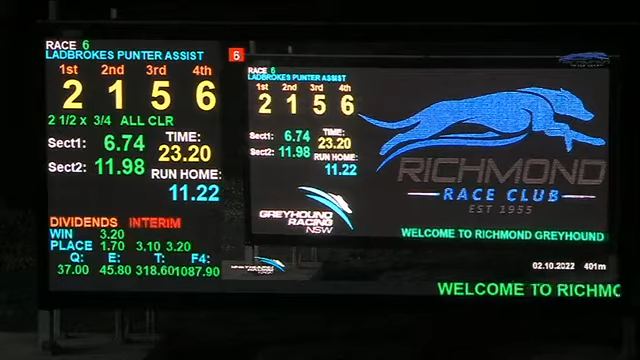 RACE 6
LADBROKES PUNTER ASSIST
1st 2nd 3rd 4th
2 1 5 6
2 1/2 x 3/4 ALL CLR
Sect1: 6.74 TIME: 23.20
Sect2: 11.98 RUN HOME: 11.22
DIVIDENDS INTERIM
WIN 3.20
PLACE 1.70 3.10 3.20
Q: E: T: F4:
37.00 45.80 318.60 1087.90
6
RACE 6
LADBROKES PUNTER ASSIST
1st 2nd 3rd 4th
2 1 5 6
Sect1: 6.74 TIME: 23.20
Sect2: 11.98 RUN HOME: 11.22
GREYHOUND
RACING
NSW
RICHMOND
RACE CLUB
EST 1955
WELCOME TO RICHMOND GREYHOUND
02.10.2022 401m
WELCOME TO RICHMO